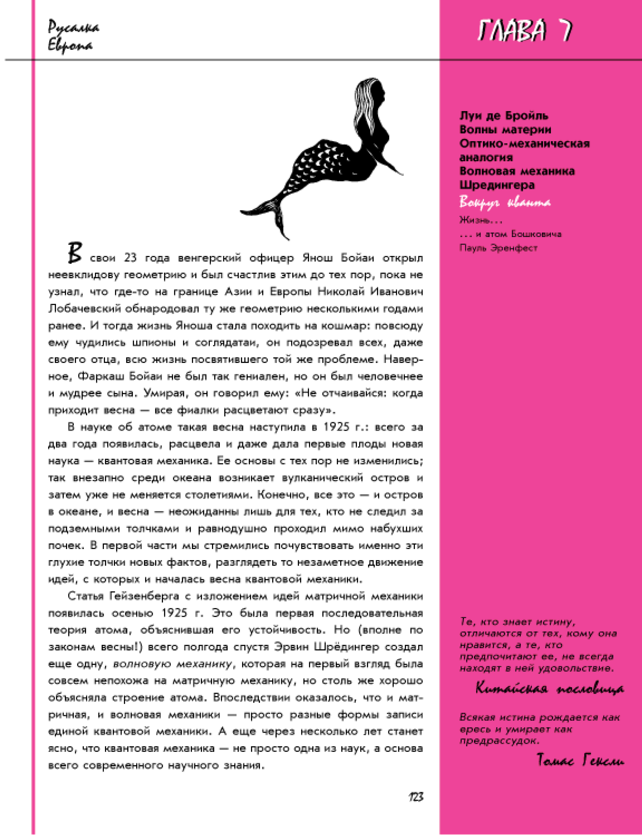 Русалка
Европа
ГЛАВА 7
Луи де Бройль
Волны материи
Оптико-механическая
аналогия
Волновая механика
Шредингера
Вокруг кванта
Жизнь...
... и атом Бошковича
Пауль Эренфест
В свои 23 года венгерский офицер Янош Бойаи открыл
неевклидову геометрию и был счастлив этим до тех пор, пока не
узнал, что где-то на границе Азии и Европы Николай Иванович
Лобачевский обнародовал ту же геометрию несколькими годами
ранее. И тогда жизнь Яноша стала походить на кошмар: повсюду
ему чудились шпионы и соглядатаи, он подозревал всех, даже
своего отца, всю жизнь посвятившего той же проблеме. Навер-
ное, Фаркаш Бойаи не был так гениален, но он был человечнее
и мудрее сына. Умирая, он говорил ему: «Не отчаивайся: когда
приходит весна — все фиалки расцветают сразу».
В науке об атоме такая весна наступила в 1925 г.: всего за
два года появилась, расцвела и даже дала первые плоды новая
наука — квантовая механика. Ее основы с тех пор не изменились;
так внезапно среди океана возникает вулканический остров и
затем уже не меняется столетиями. Конечно, все это — и остров
в океане, и весна — неожиданны лишь для тех, кто не следил за
подземными толчками и равнодушно проходил мимо набухших
почек. В первой части мы стремились почувствовать именно эти
глухие толчки новых фактов, разглядеть то незаметное движение
идей, с которых и началась весна квантовой механики.
Статья Гейзенберга с изложением идей матричной механики
появилась осенью 1925 г. Это была первая последовательная
теория атома, объяснившая его устойчивость. Но (вполне по
законам весны!) всего полгода спустя Эрвин Шрёдингер создал
еще одну, волновую механику, которая на первый взгляд была
совсем непохожа на матричную механику, но столь же хорошо
объясняла строение атома. Впоследствии оказалось, что и мат-
ричная, и волновая механики — просто разные формы записи
единой квантовой механики. А еще через несколько лет станет
ясно, что квантовая механика — не просто одна из наук, а основа
всего современного научного знания.
Те, кто знает истину,
отличаются от тех, кому она
нравится, а те, кто
предпочитают ее, не всегда
находят в ней удовольствие.
Китайская пословица
Всякая истина рождается как
ересь и умирает как
предрассудок.
Томас Гексли
123